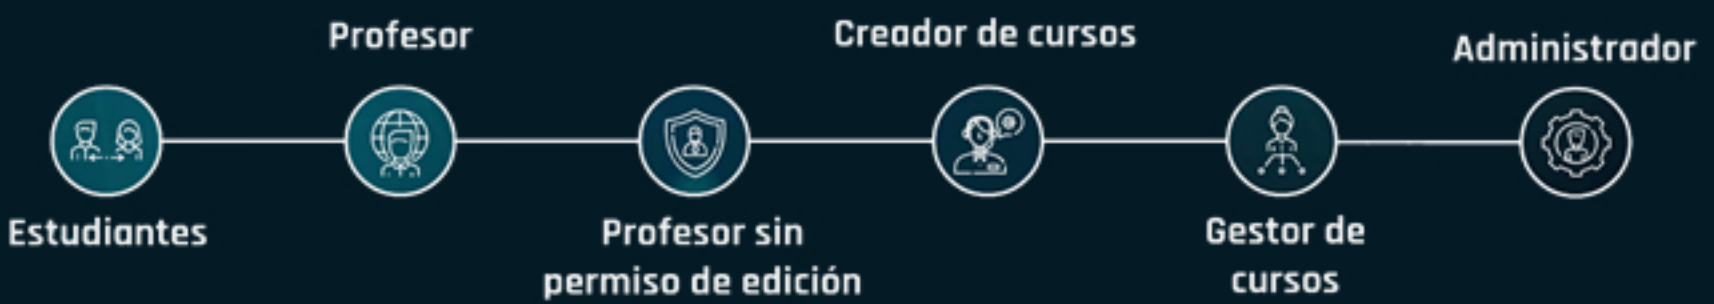 Estudiantes
Profesor
Profesor sin
permiso de edición
Creador de cursos
Gestor de
cursos
Administrador